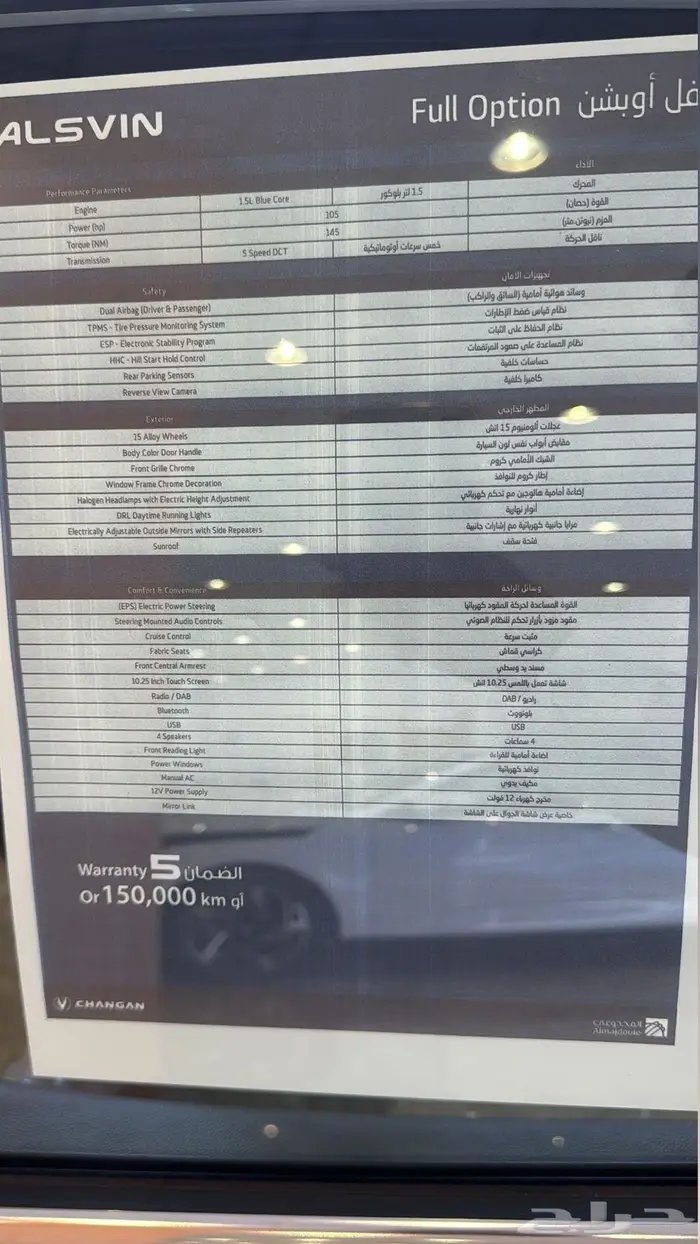 ALSVIN
Full Option فل أوبشن
Performance Parameters الأداء
Engine 1.5L Blue Core 1.5 لتر بلوكور المحرك
Power (hp) 105 القوة (حصان)
Torque (NM) 145 العزم (نيوتن.متر)
Transmission 5 Speed DCT خمس سرعات أوتوماتيكية ناقل الحركة
Safety تجهيزات الأمان
Dual Airbag (Driver & Passenger) وسائد هوائية أمامية (السائق والراكب)
TPMS - Tire Pressure Monitoring System نظام قياس ضغط الإطارات
ESP - Electronic Stability Program نظام الحفاظ على الثبات
HHC - Hill Start Hold Control نظام المساعدة على صعود المرتفعات
Rear Parking Sensors حساسات خلفية
Reverse View Camera كاميرا خلفية
Exterior المظهر الخارجي
15 Alloy Wheels عجلات ألومنيوم 15 انش
Body Color Door Handle مقابض أبواب نفس لون السيارة
Front Grille Chrome الشبك الأمامي كروم
Window Frame Chrome Decoration إطار كروم للنوافذ
Halogen Headlamps with Electric Height Adjustment إضاءة أمامية هالوجين مع تحكم كهربائي
DRL Daytime Running Lights أنوار نهارية
Electrically Adjustable Outside Mirrors with Side Repeaters مرايا جانبية كهربائية مع إشارات جانبية
Sunroof فتحة سقف
Comfort & Convenience وسائل الراحة
(EPS) Electric Power Steering القوة المساعدة لحركة المقود كهربائيا
Steering Mounted Audio Controls مقود مزود بأزرار تحكم للنظام الصوتي
Cruise Control مثبت سرعة
Fabric Seats كراسي قماش
Front Central Armrest مسند يد وسطي
10.25 Inch Touch Screen شاشة تعمل باللمس 10.25 انش
Radio / DAB راديو / DAB
Bluetooth بلوتووث
USB USB
4 Speakers 4 سماعات
Front Reading Light اضاءة أمامية للقراءة
Power Windows نوافذ كهربائية
Manual AC مكيف يدوي
12V Power Supply مخرج كهرباء 12 فولت
Mirror Link خاصية عرض شاشة الجوال على الشاشة
Warranty 5 الضمان
Or 150,000 km أو
CHANGAN
المجدوعي
Almajdouie
حراج